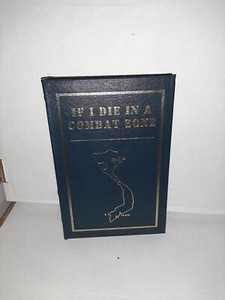 IF I DIE IN A
COMBAT ZONE